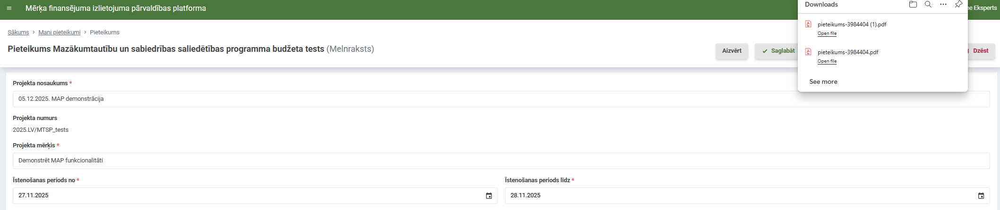 Mērķa finansējuma izlietojuma pārvaldības platforma
Eksperts
Downloads
pieteikums-3984404 (1).pdf
Open file
pieteikums-3984404.pdf
Open file
See more
Sākums > Mani pieteikumi > Pieteikums
Pieteikums Mazākumtautību un sabiedrības saliedētības programma budžeta tests (Melnraksts)
Aizvērt
Saglabāt
Dzēst
Projekta nosaukums *
05.12.2025. MAP demonstrācija
Projekta numurs
2025.LV/MTSP_tests
Projekta mērķis *
Demonstrēt MAP funkcionalitāti
Īstenošanas periods no *
Īstenošanas periods līdz *
27.11.2025
28.11.2025